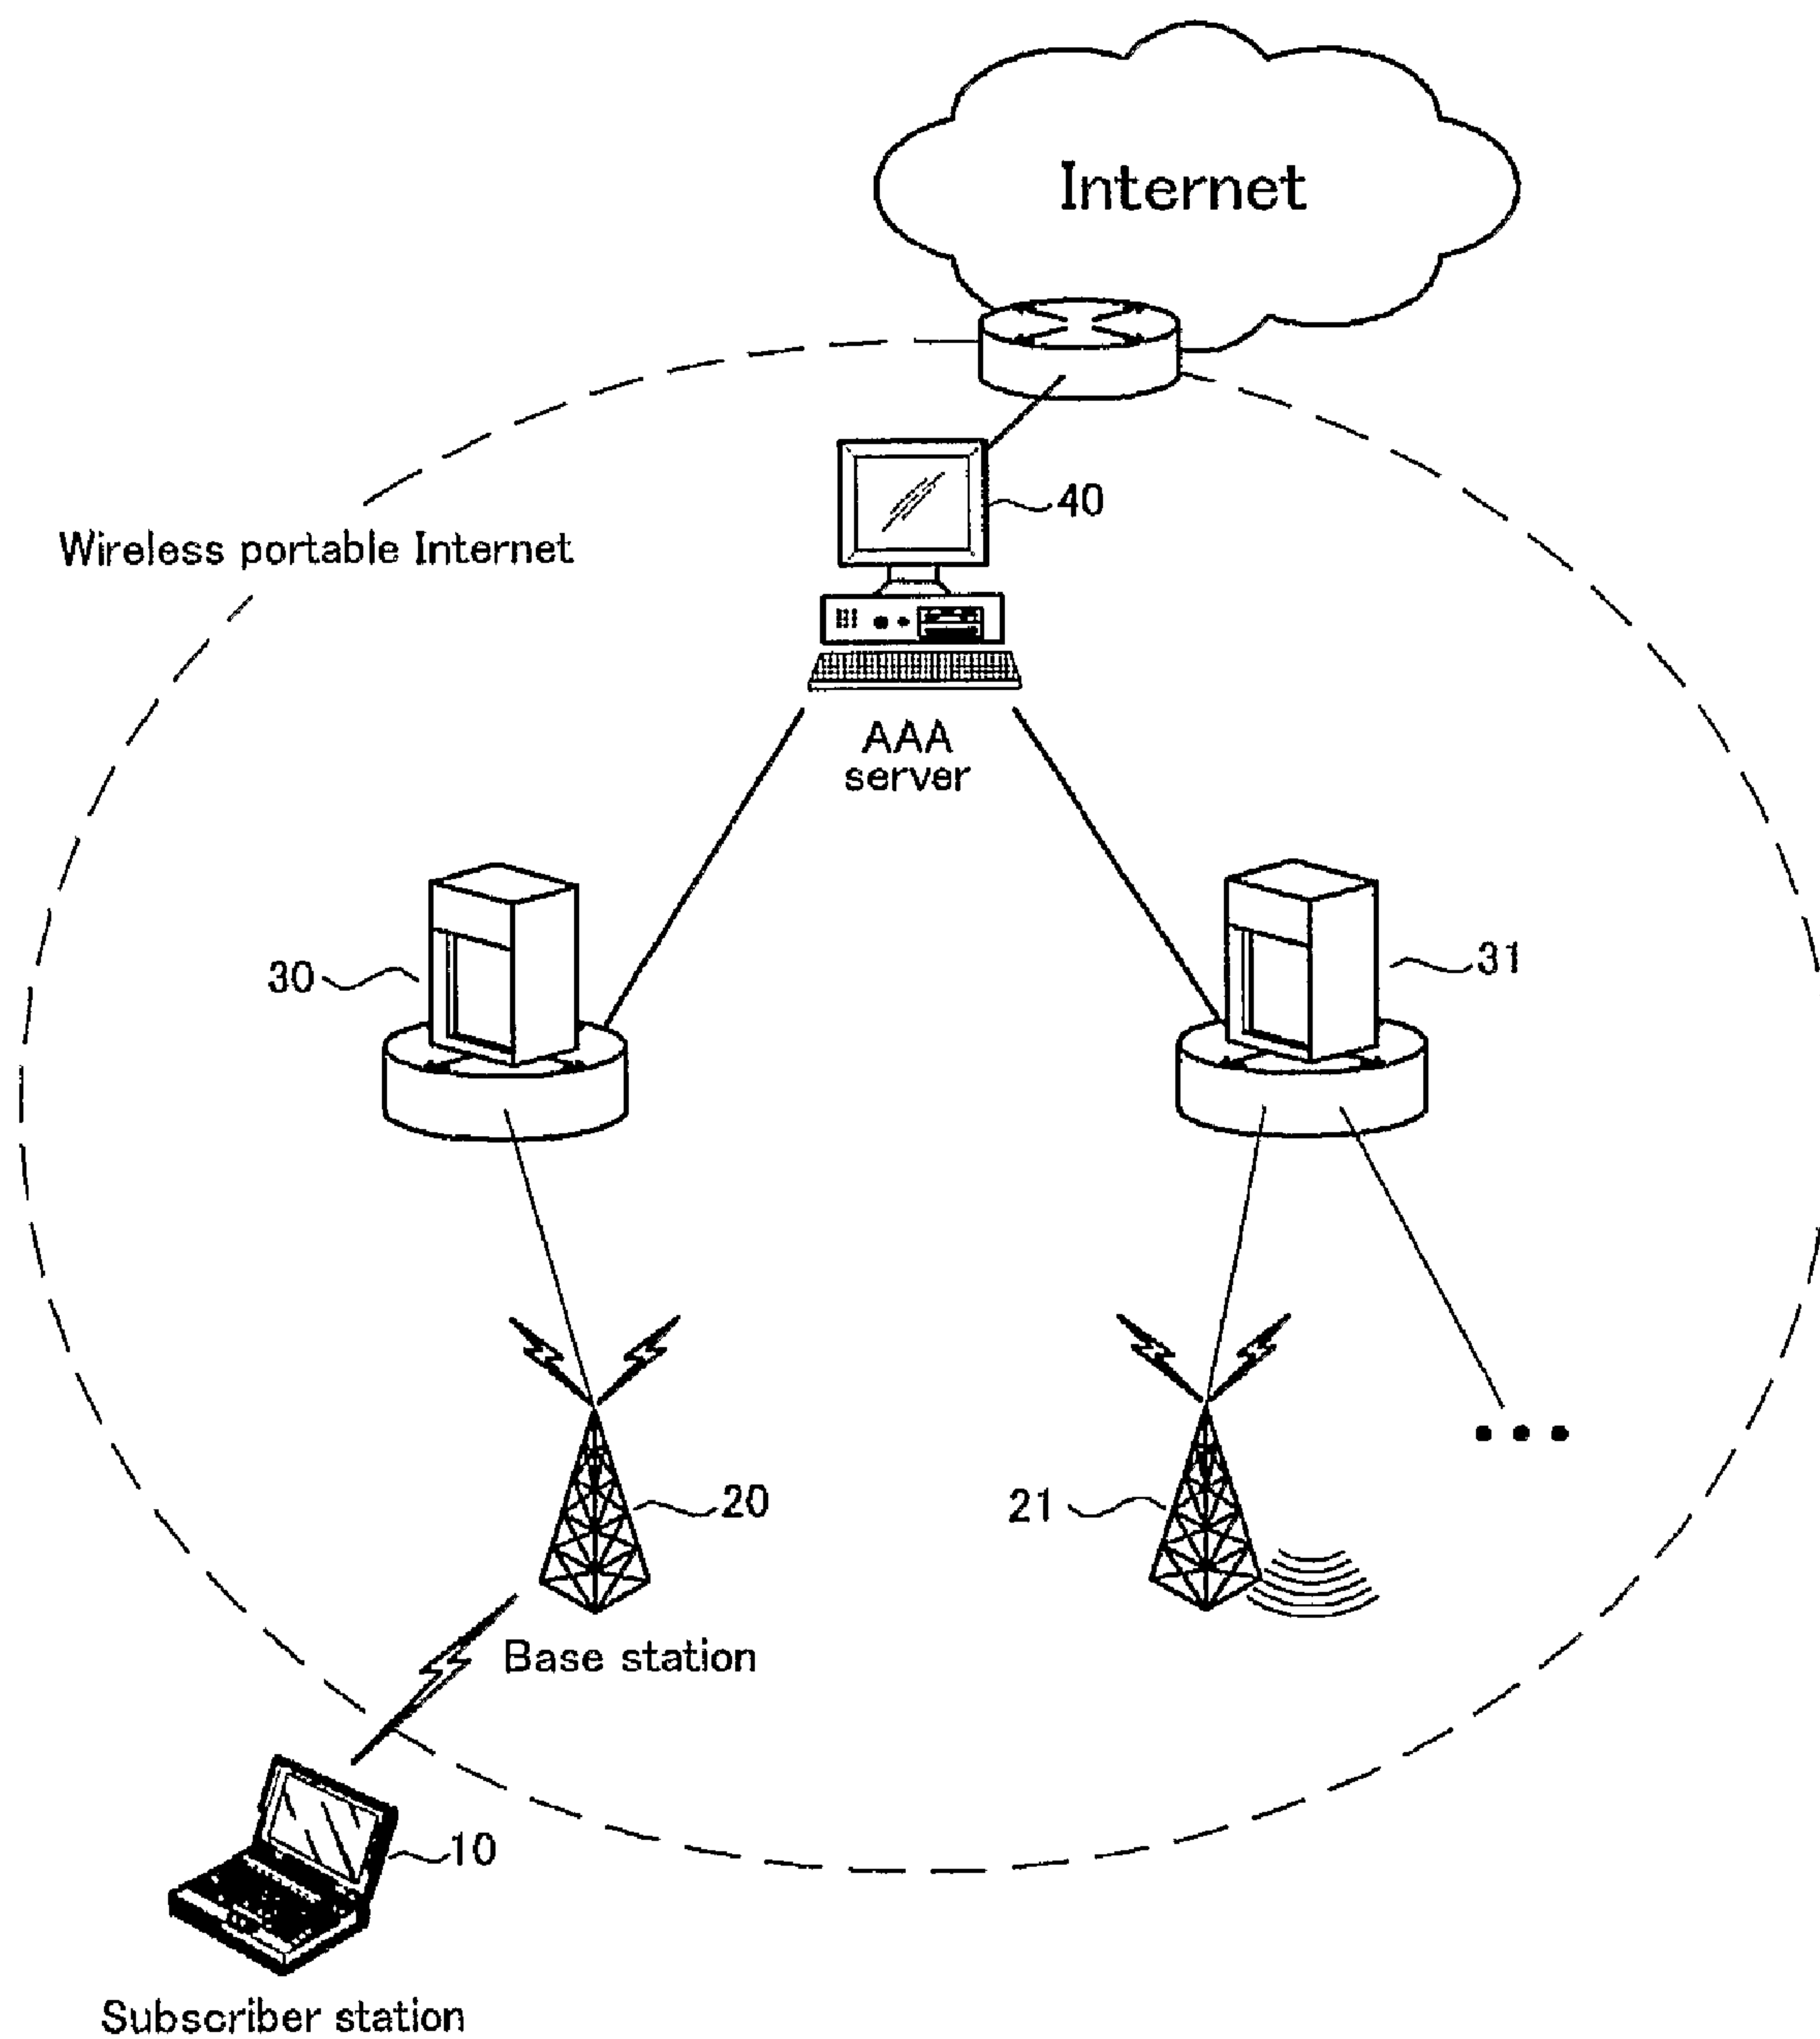 Internet
40
Wireless portable Internet
AAA
server
30
31
20
21
Base station
10
Subscriber station